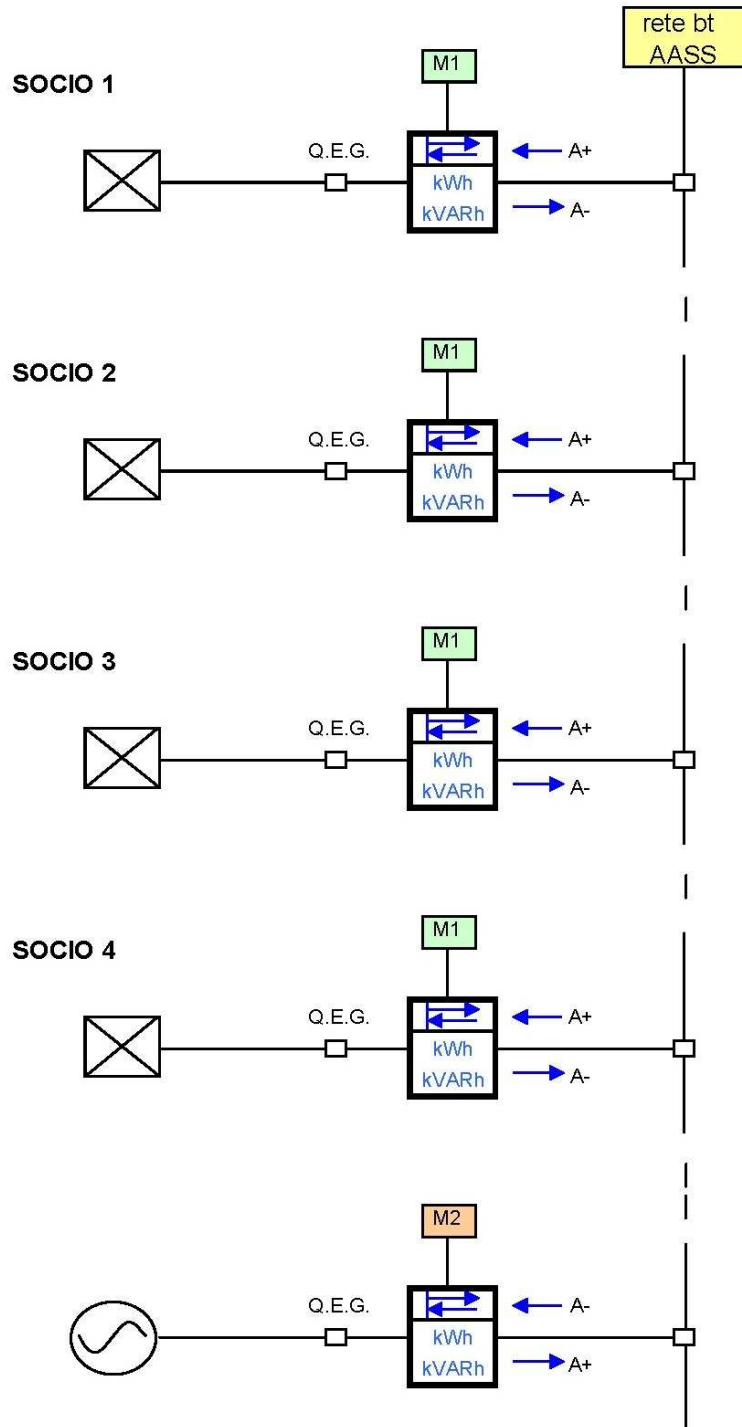 rete bt
AASS
SOCIO 1
M1
Q.E.G.
A+
kWh
kVARh
A-
SOCIO 2
M1
Q.E.G.
A+
kWh
kVARh
A-
SOCIO 3
M1
Q.E.G.
A+
kWh
kVARh
A-
SOCIO 4
M1
Q.E.G.
A+
kWh
kVARh
A-
M2
Q.E.G.
A-
kWh
kVARh
A+